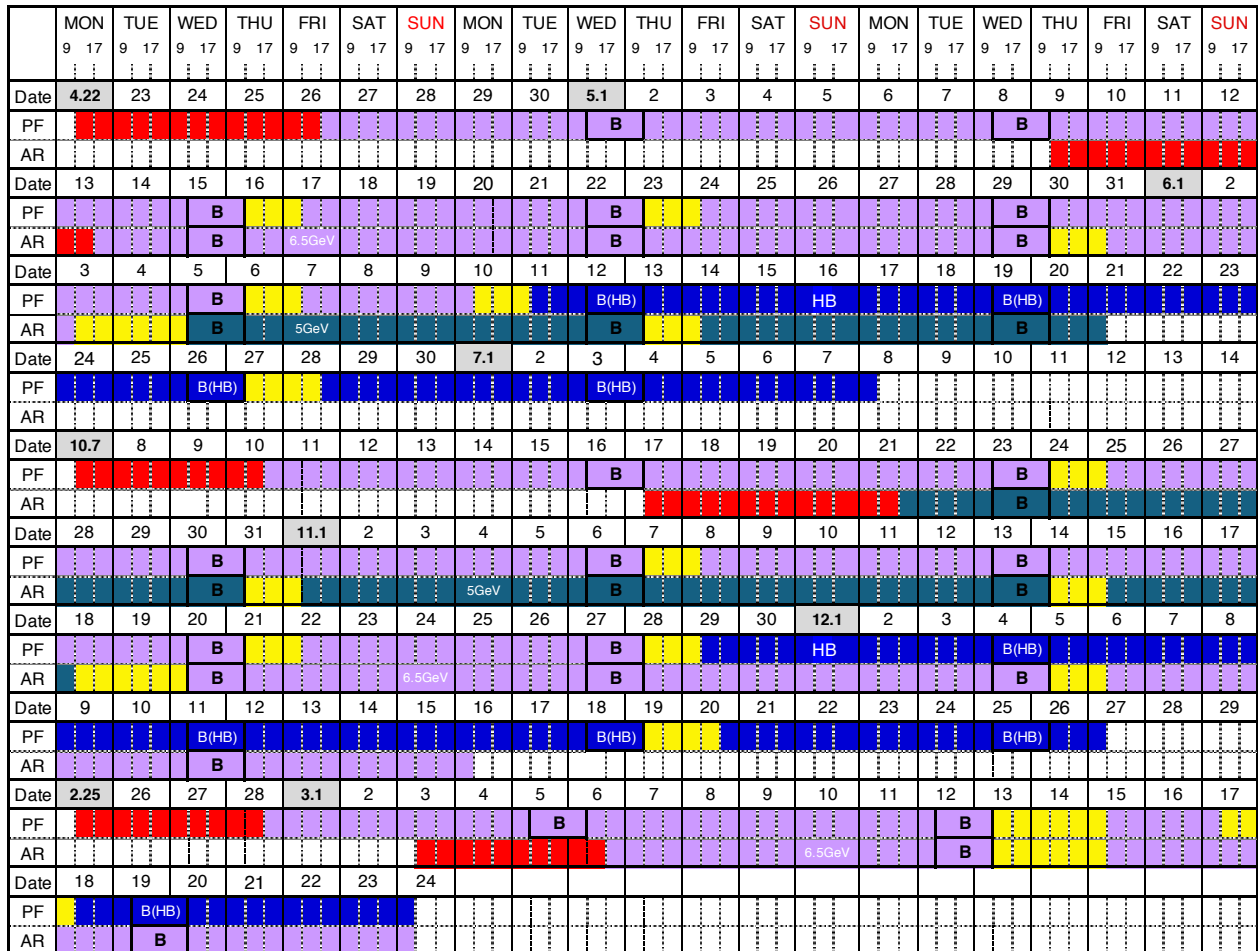 MON TUE WED THU FRI SAT SUN MON TUE WED THU FRI SAT SUN MON TUE WED THU FRI SAT SUN
9 17 9 17 9 17 9 17 9 17 9 17 9 17 9 17 9 17 9 17 9 17 9 17 9 17 9 17 9 17 9 17 9 17 9 17 9 17 9 17 9 17
Date 4.22 23 24 25 26 27 28 29 30 5.1 2 3 4 5 6 7 8 9 10 11 12
PF B B
AR
Date 13 14 15 16 17 18 19 20 21 22 23 24 25 26 27 28 29 30 31 6.1 2
PF B B B
AR B 6.5GeV B B
Date 3 4 5 6 7 8 9 10 11 12 13 14 15 16 17 18 19 20 21 22 23
PF B B(HB) HB B(HB)
AR B 5GeV B B
Date 24 25 26 27 28 29 30 7.1 2 3 4 5 6 7 8 9 10 11 12 13 14
PF B(HB) B(HB)
AR
Date 10.7 8 9 10 11 12 13 14 15 16 17 18 19 20 21 22 23 24 25 26 27
PF B B
AR B
Date 28 29 30 31 11.1 2 3 4 5 6 7 8 9 10 11 12 13 14 15 16 17
PF B B B
AR B 5GeV B B
Date 18 19 20 21 22 23 24 25 26 27 28 29 30 12.1 2 3 4 5 6 7 8
PF B B HB B(HB)
AR B 6.5GeV B B
Date 9 10 11 12 13 14 15 16 17 18 19 20 21 22 23 24 25 26 27 28 29
PF B(HB) B(HB) B(HB)
AR B
Date 2.25 26 27 28 3.1 2 3 4 5 6 7 8 9 10 11 12 13 14 15 16 17
PF B B
AR 6.5GeV B
Date 18 19 20 21 22 23 24
PF B(HB)
AR B